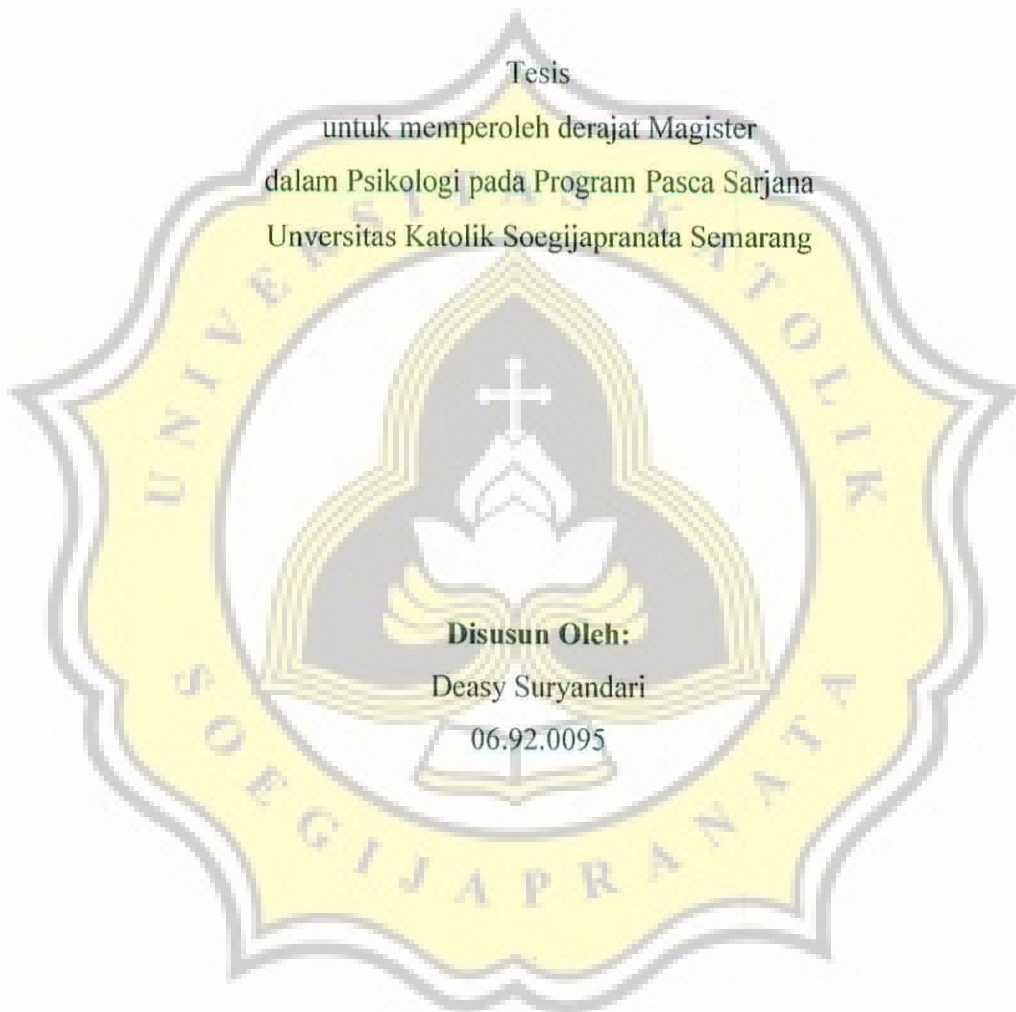 Tesis
untuk memperoleh derajat Magister
dalam Psikologi pada Program Pasca Sarjana
Unversitas Katolik Soegijapranata Semarang
UNIVERSITAS KATOLIK
Disusun Oleh:
Deasy Suryandari
06.92.0095
SOEGIJAPRANATA